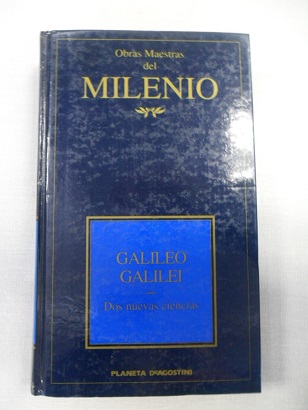 Obras Maestras
del
MILENIO
GALILEO
GALILEI
Dos nuevas ciencias
PLANETA DEAGOSTINI